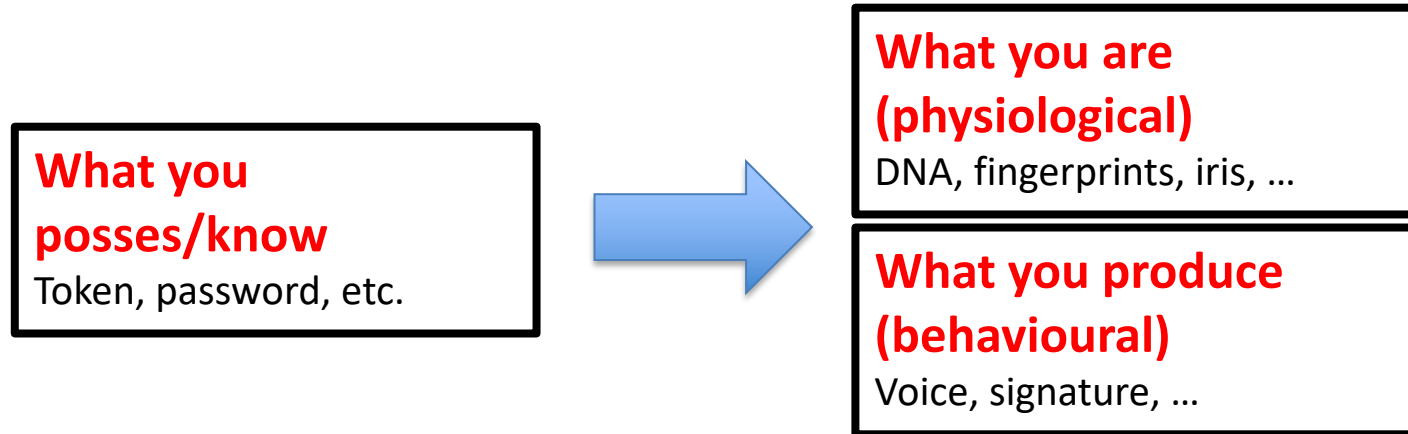 What you
posses/know
Token, password, etc.
What you are
(physiological)
DNA, fingerprints, iris, …
What you produce
(behavioural)
Voice, signature, …